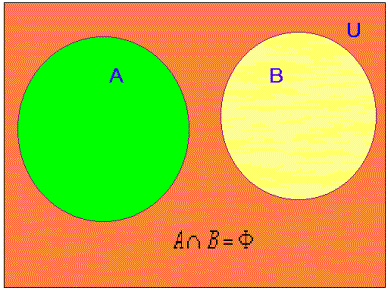 U
A B
A ∩ B = Φ